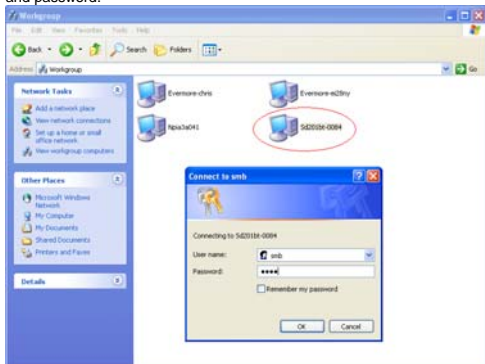 and password.
Workgroup
File Edit View Favorites Tools Help
Back Search Folders
Address Workgroup Go
Network Tasks
Add a network place
View network connections
Set up a home or small
office network
View workgroup computers
Other Places
Microsoft Windows
Network
My Computer
My Documents
Shared Documents
Printers and Faxes
Details
Evermore-chris
Sd201bt-0084
Connect to smb
Connecting to Sd201bt-0084
User name: smb
Password:
Remember my password
OK Cancel